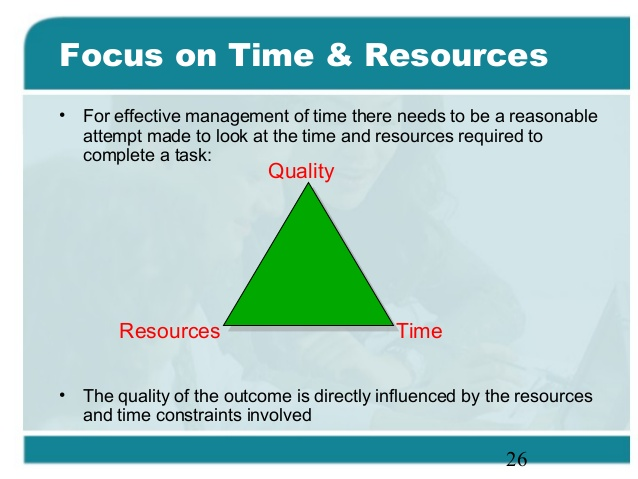 Focus on Time & Resources
• For effective management of time there needs to be a reasonable
attempt made to look at the time and resources required to
complete a task:
Quality
Resources
Time
• The quality of the outcome is directly influenced by the resources
and time constraints involved
26